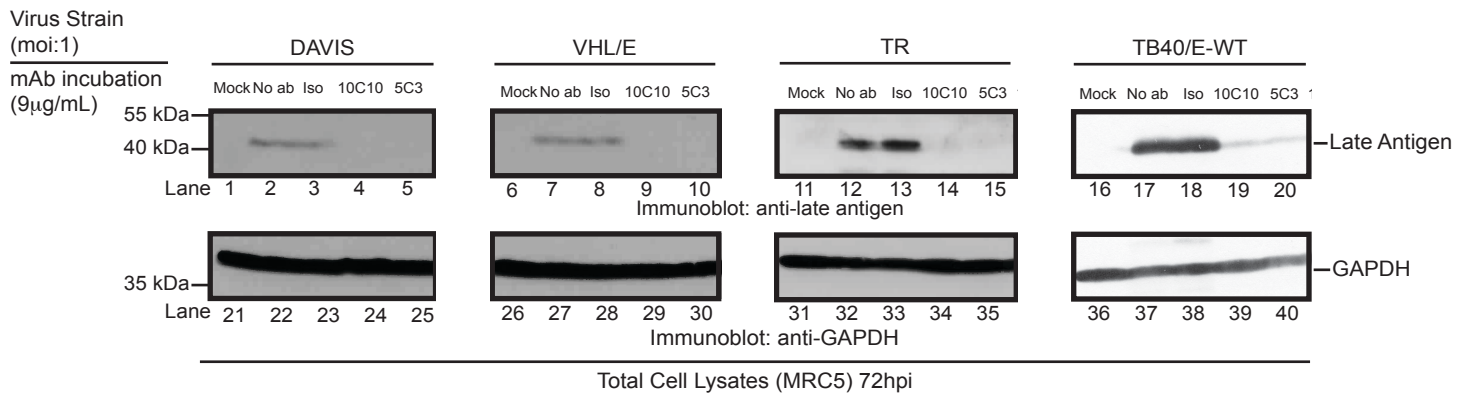 Virus Strain
(moi:1)
DAVIS VHL/E TR TB40/E-WT
mAb incubation
(9μg/mL)
Mock No ab Iso 10C10 5C3 Mock No ab Iso 10C10 5C3 Mock No ab Iso 10C10 5C3 Mock No ab Iso 10C10 5C3
55 kDa
40 kDa
Late Antigen
Lane 1 2 3 4 5 6 7 8 9 10 11 12 13 14 15 16 17 18 19 20
Immunoblot: anti-late antigen
35 kDa
GAPDH
Lane 21 22 23 24 25 26 27 28 29 30 31 32 33 34 35 36 37 38 39 40
Immunoblot: anti-GAPDH
Total Cell Lysates (MRC5) 72hpi